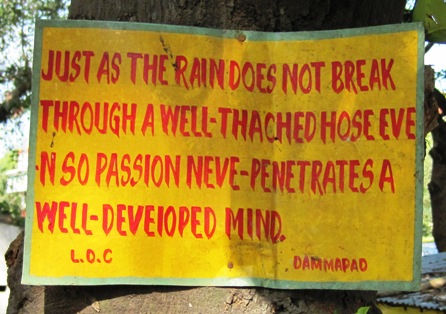 JUST AS THE RAIN DOES NOT BREAK
THROUGH A WELL-THACHED HOSE EVE
-N SO PASSION NEVE-PENETRATES A
WELL-DEVEIOPED MIND.
L.O.C DAMMAPAD